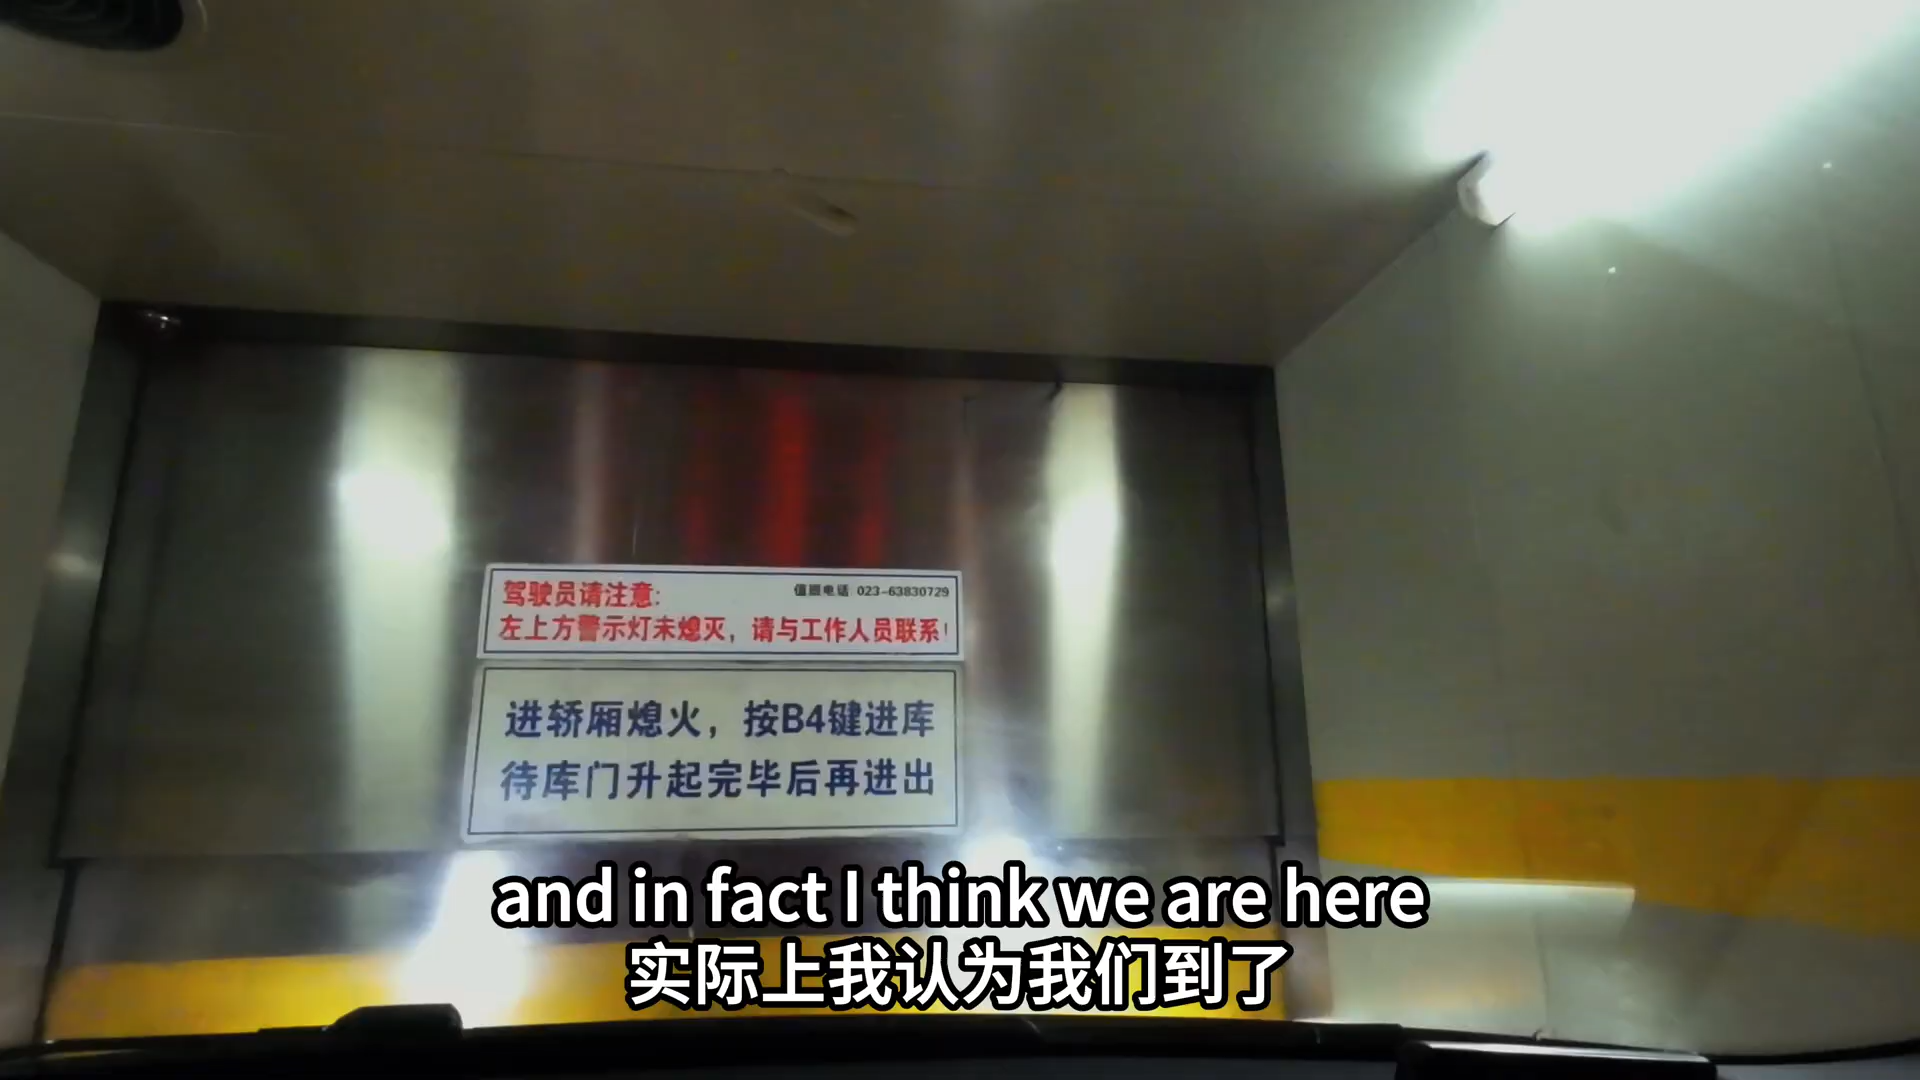 驾驶员请注意:
值班电话 023-63830729
左上方警示灯未熄灭，请与工作人员联系!
进轿厢熄火，按B4键进库
待库门升起完毕后再进出
and in fact I think we are here
实际上我认为我们到了